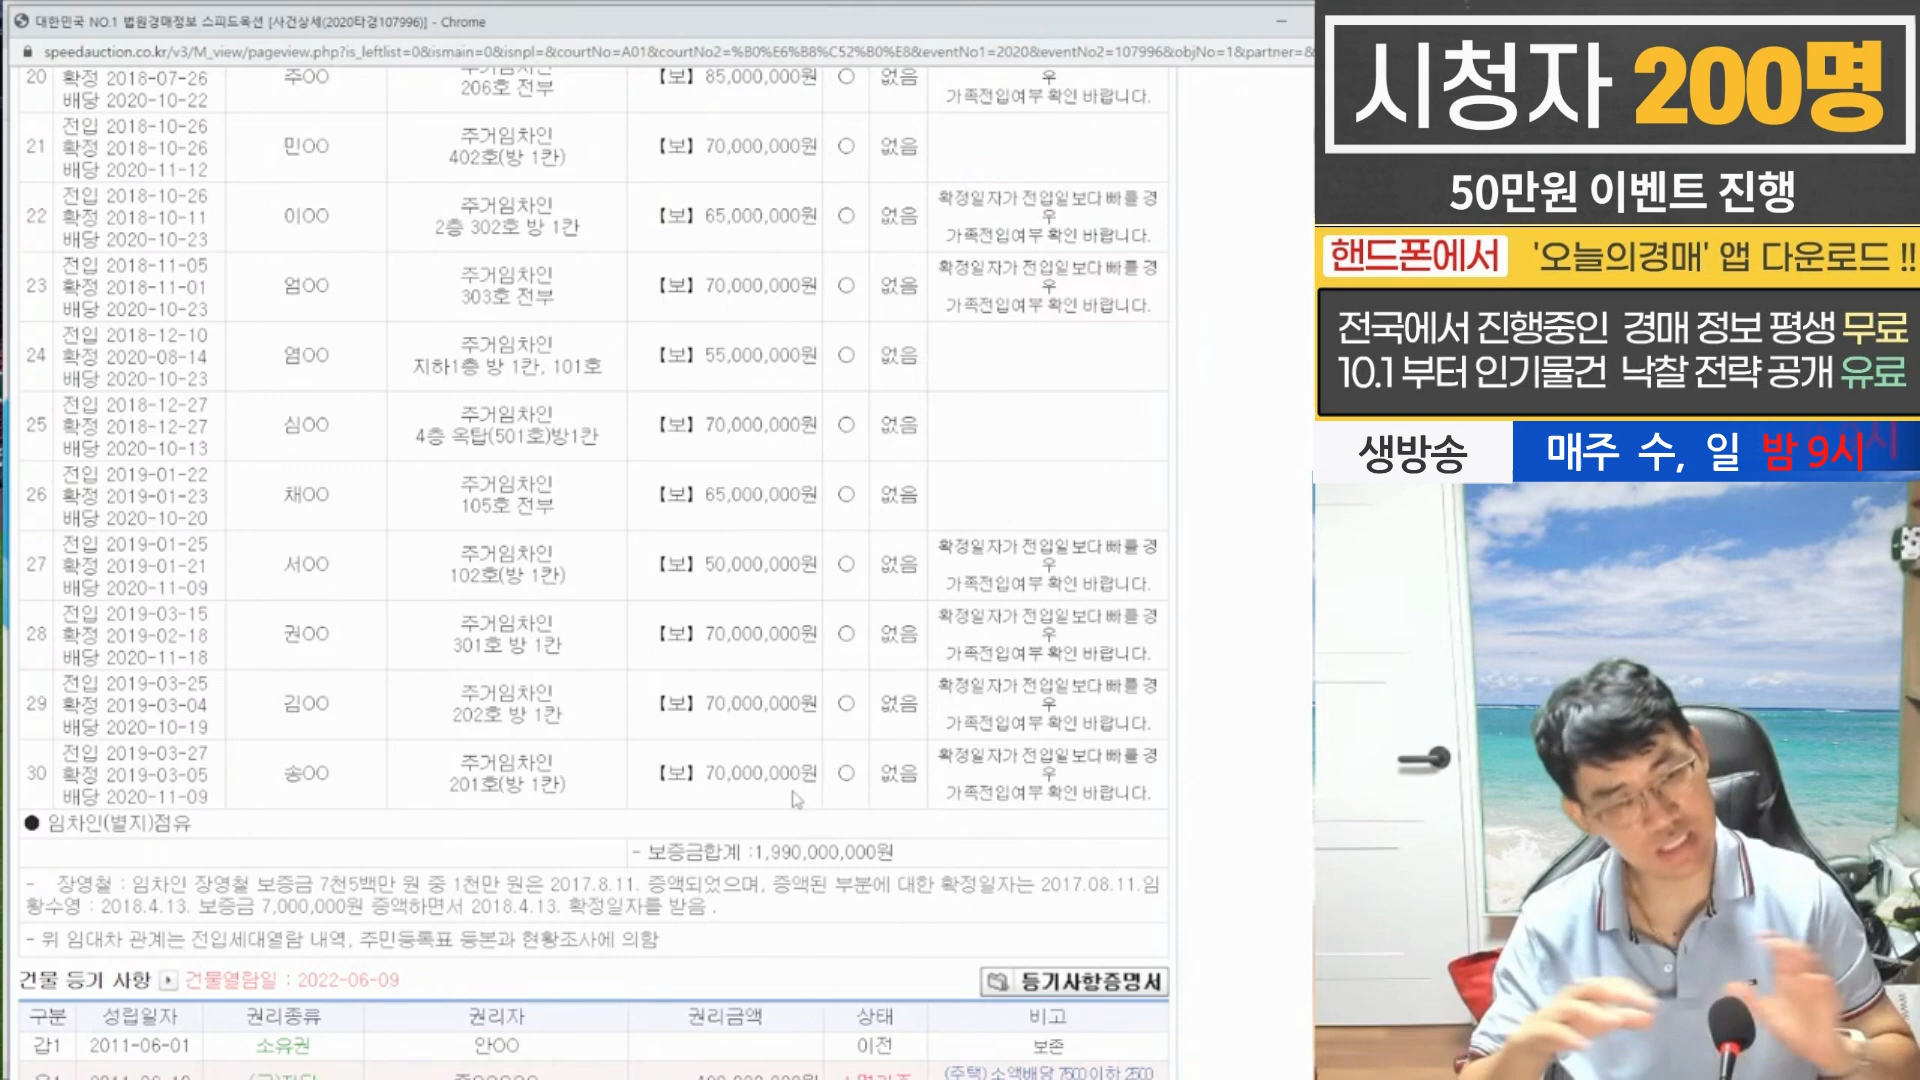 대한민국 NO.1 법원경매정보 스피드옥션 [사건상세(2020타경107996)] - Chrome
speedauction.co.kr/v3/M_view/pageview.php?is_leftlist=0&ismain=0&isnpl=&courtNo=A01&courtNo2=%B0%E6%B8%C52%B0%E8&eventNo1=2020&eventNo2=107996&objNo=1&partner=&
20
확정 2018-07-26
배당 2020-10-22
주OO
주거임차인
206호 전부
【보】 85,000,000원
○
없음
우
가족전입여부 확인 바랍니다.
21
전입 2018-10-26
확정 2018-10-26
배당 2020-11-12
민OO
주거임차인
402호(방 1칸)
【보】 70,000,000원
○
없음
22
전입 2018-10-26
확정 2018-10-11
배당 2020-10-23
이OO
주거임차인
2층 302호 방 1칸
【보】 65,000,000원
○
없음
확정일자가 전입일보다 빠를 경
우
가족전입여부 확인 바랍니다.
23
전입 2018-11-05
확정 2018-11-01
배당 2020-10-23
엄OO
주거임차인
303호 전부
【보】 70,000,000원
○
없음
확정일자가 전입일보다 빠를 경
우
가족전입여부 확인 바랍니다.
24
전입 2018-12-10
확정 2020-08-14
배당 2020-10-23
염OO
주거임차인
지하1층 방 1칸, 101호
【보】 55,000,000원
○
없음
25
전입 2018-12-27
확정 2018-12-27
배당 2020-10-13
심OO
주거임차인
4층 옥탑(501호)방1칸
【보】 70,000,000원
○
없음
26
전입 2019-01-22
확정 2019-01-23
배당 2020-10-20
채OO
주거임차인
105호 전부
【보】 65,000,000원
○
없음
27
전입 2019-01-25
확정 2019-01-21
배당 2020-11-09
서OO
주거임차인
102호(방 1칸)
【보】 50,000,000원
○
없음
확정일자가 전입일보다 빠를 경
우
가족전입여부 확인 바랍니다.
28
전입 2019-03-15
확정 2019-02-18
배당 2020-11-18
권OO
주거임차인
301호 방 1칸
【보】 70,000,000원
○
없음
확정일자가 전입일보다 빠를 경
우
가족전입여부 확인 바랍니다.
29
전입 2019-03-25
확정 2019-03-04
배당 2020-10-19
김OO
주거임차인
202호 방 1칸
【보】 70,000,000원
○
없음
확정일자가 전입일보다 빠를 경
우
가족전입여부 확인 바랍니다.
30
전입 2019-03-27
확정 2019-03-05
배당 2020-11-09
송OO
주거임차인
201호(방 1칸)
【보】 70,000,000원
○
없음
확정일자가 전입일보다 빠를 경
우
가족전입여부 확인 바랍니다.
● 임차인(별지)점유
- 보증금합계 :1,990,000,000원
- 장영철 : 임차인 장영철 보증금 7천5백만 원 중 1천만 원은 2017.8.11. 증액되었으며, 증액된 부분에 대한 확정일자는 2017.08.11.임
황수영 : 2018.4.13. 보증금 7,000,000원 증액하면서 2018.4.13. 확정일자를 받음 .
- 위 임대차 관계는 전입세대열람 내역, 주민등록표 등본과 현황조사에 의함
건물 등기 사항 건물열람일 : 2022-06-09
등기사항증명서
구분 성립일자 권리종류 권리자 권리금액 상태 비고
갑1 2011-06-01 소유권 안OO 이전 보존
(주택) 소액배당 7500이하 2500
시청자 200명
50만원 이벤트 진행
핸드폰에서 '오늘의경매' 앱 다운로드 !!
전국에서 진행중인 경매 정보 평생 무료
10.1 부터 인기물건 낙찰 전략 공개 유료
생방송 매주 수, 일 밤 9시